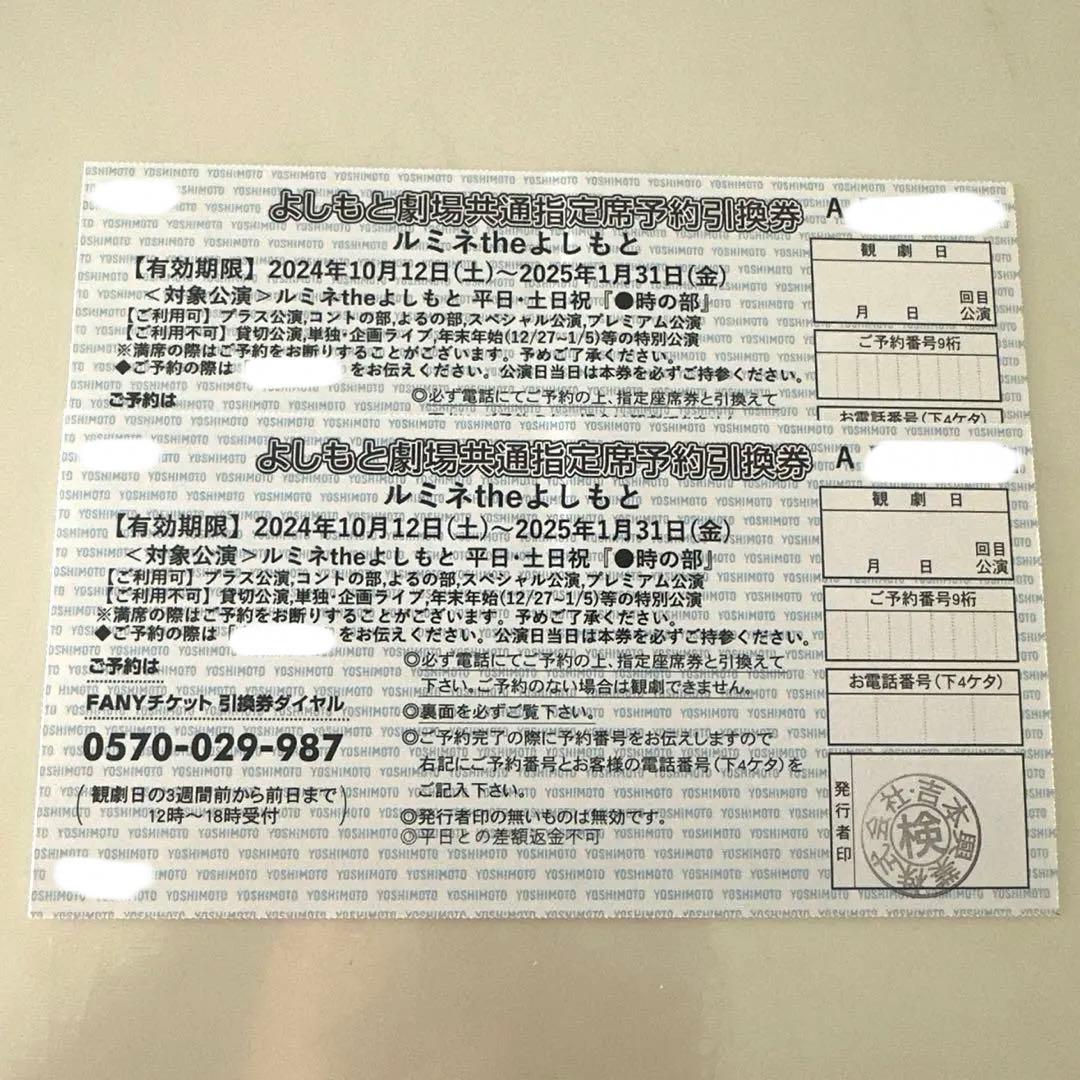 よしもと劇場共通指定席予約引換券 A
ルミネtheよしもと
【有効期限】2024年10月12日(土)～2025年1月31日(金)
＜対象公演＞ルミネtheよしもと 平日・土日祝『●時の部』
【ご利用可】プラス公演,コントの部,よるの部,スペシャル公演,プレミアム公演
【ご利用不可】貸切公演,単独・企画ライブ,年末年始(12/27～1/5)等の特別公演
※満席の際はご予約をお断りすることがございます。予めご了承ください。
◆ご予約の際は をお伝えください。公演日当日は本券を必ずご持参ください。
ご予約は
◎必ず電話にてご予約の上、指定座席券と引換えて
観劇日
月 日 回目公演
ご予約番号9桁
お電話番号(下4ケタ)
よしもと劇場共通指定席予約引換券 A
ルミネtheよしもと
【有効期限】2024年10月12日(土)～2025年1月31日(金)
＜対象公演＞ルミネtheよしもと 平日・土日祝『●時の部』
【ご利用可】プラス公演,コントの部,よるの部,スペシャル公演,プレミアム公演
【ご利用不可】貸切公演,単独・企画ライブ,年末年始(12/27～1/5)等の特別公演
※満席の際はご予約をお断りすることがございます。予めご了承ください。
◆ご予約の際は「 をお伝えください。公演日当日は本券を必ずご持参ください。
ご予約は
FANYチケット 引換券ダイヤル
0570-029-987
(観劇日の3週間前から前日まで
12時～18時受付)
◎必ず電話にてご予約の上、指定座席券と引換えて
下さい。ご予約のない場合は観劇できません。
◎裏面を必ずご覧下さい。
◎ご予約完了の際に予約番号をお伝えしますので
右記にご予約番号とお客様の電話番号(下4ケタ)を
ご記入下さい。
◎発行者印の無いものは無効です。
◎平日との差額返金不可
観劇日
月 日 回目公演
ご予約番号9桁
お電話番号(下4ケタ)
発行者印
吉本興業株式会社
検